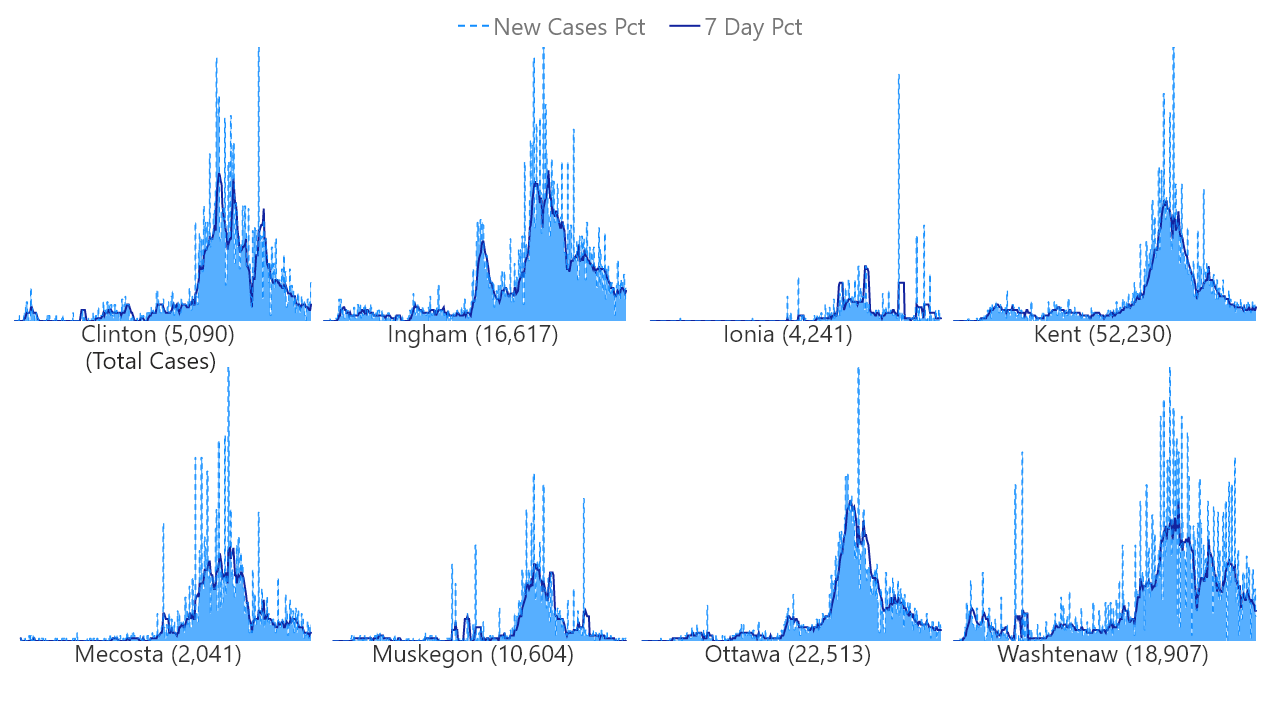 New Cases Pct 7 Day Pct
Clinton (5,090) Ingham (16,617) Ionia (4,241) Kent (52,230)
(Total Cases)
Mecosta (2,041) Muskegon (10,604) Ottawa (22,513) Washtenaw (18,907)